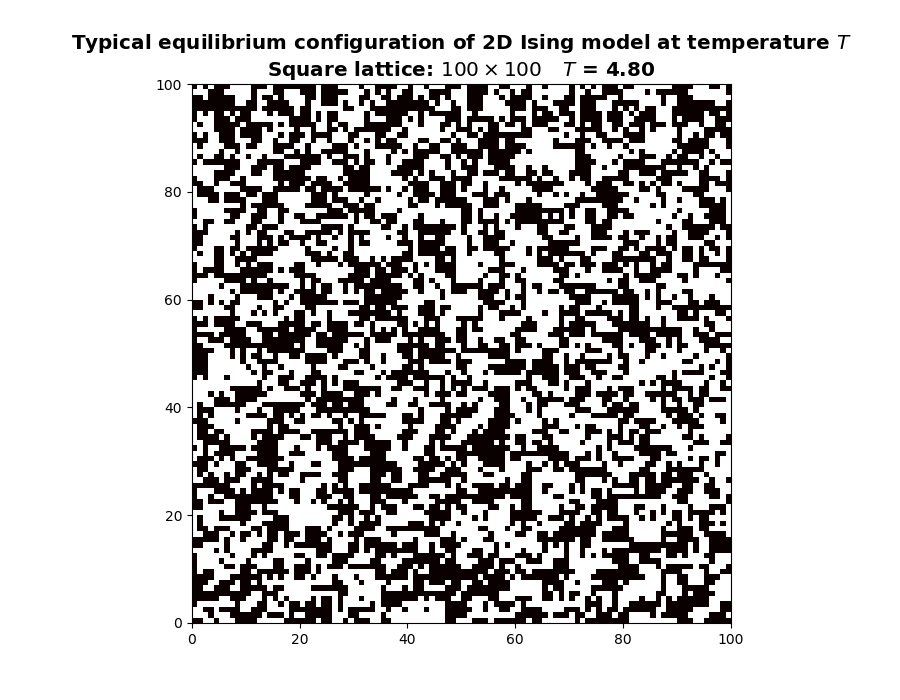 Typical equilibrium configuration of 2D Ising model at temperature T
Square lattice: 100 × 100 T = 4.80
100
80
60
40
20
0
0 20 40 60 80 100